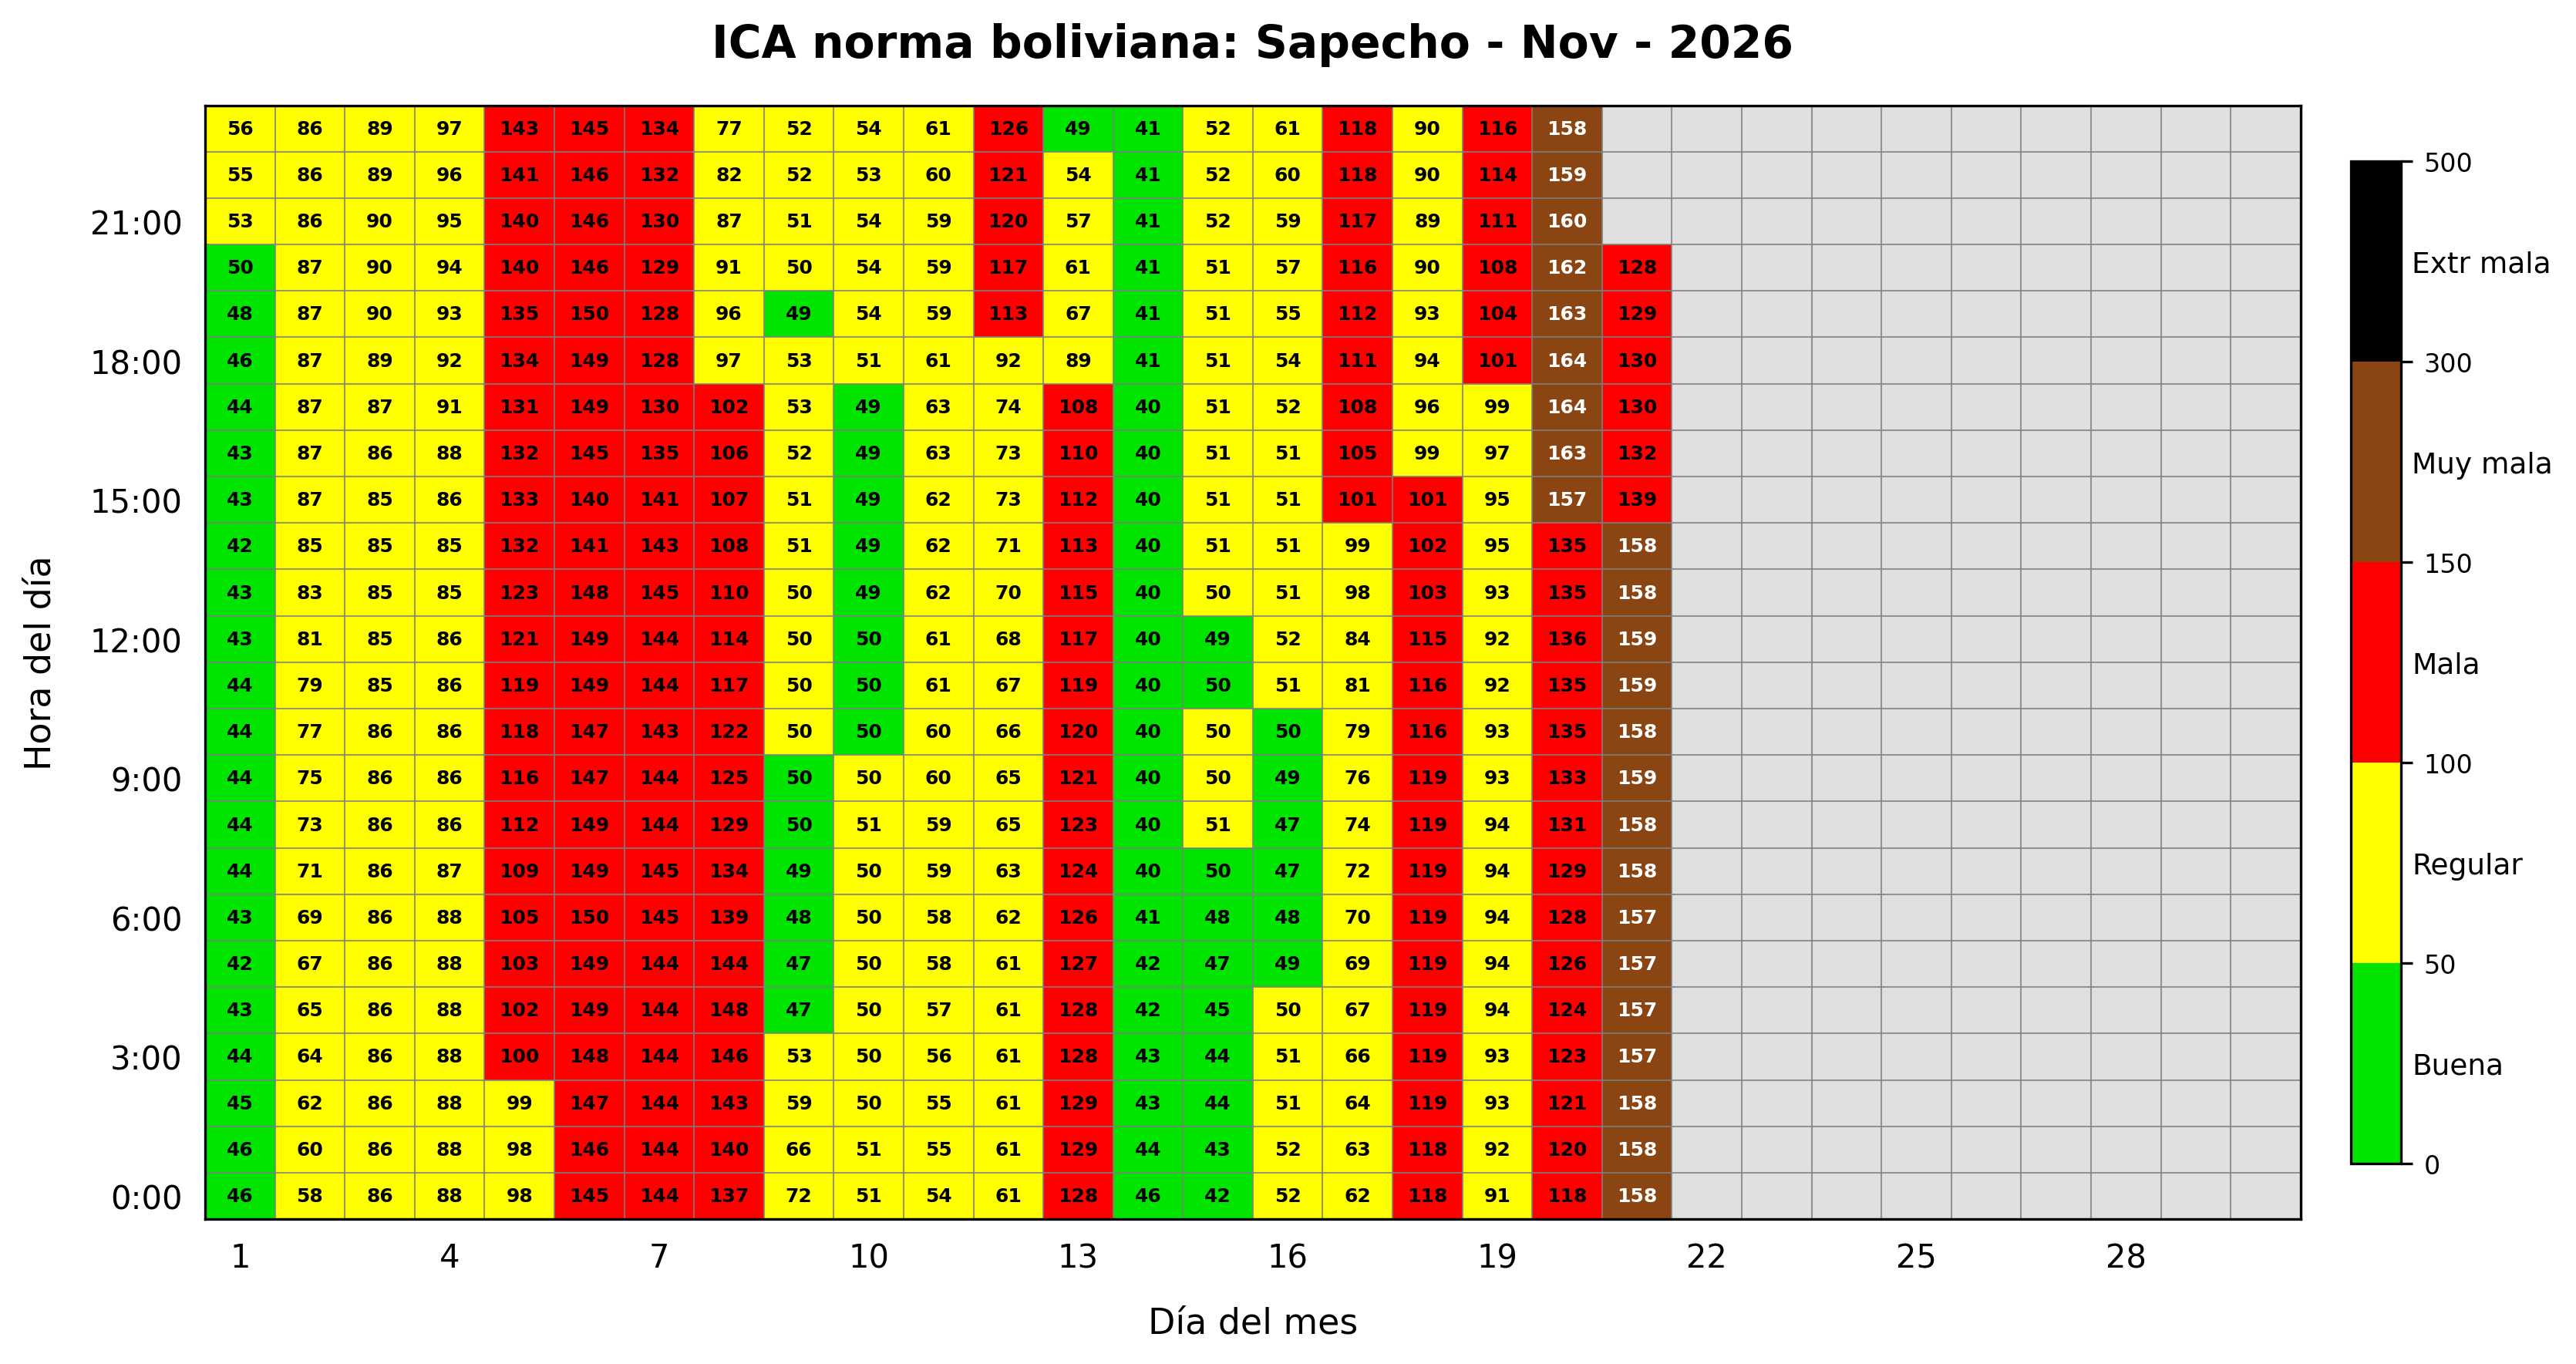 ICA norma boliviana: Sapecho - Nov - 2026
56 86 89 97 143 145 134 77 52 54 61 126 49 41 52 61 118 90 116 158
55 86 89 96 141 146 132 82 52 53 60 121 54 41 52 60 118 90 114 159
21:00 53 86 90 95 140 146 130 87 51 54 59 120 57 41 52 59 117 89 111 160
50 87 90 94 140 146 129 91 50 54 59 117 61 41 51 57 116 90 108 162 128
48 87 90 93 135 150 128 96 49 54 59 113 67 41 51 55 112 93 104 163 129
18:00 46 87 89 92 134 149 128 97 53 51 61 92 89 41 51 54 111 94 101 164 130
44 87 87 91 131 149 130 102 53 49 63 74 108 40 51 52 108 96 99 164 130
43 87 86 88 132 145 135 106 52 49 63 73 110 40 51 51 105 99 97 163 132
15:00 43 87 85 86 133 140 141 107 51 49 62 73 112 40 51 51 101 101 95 157 139
42 85 85 85 132 141 143 108 51 49 62 71 113 40 51 51 99 102 95 135 158
43 83 85 85 123 148 145 110 50 49 62 70 115 40 50 51 98 103 93 135 158
12:00 43 81 85 86 121 149 144 114 50 50 61 68 117 40 49 52 84 115 92 136 159
44 79 85 86 119 149 144 117 50 50 61 67 119 40 50 51 81 116 92 135 159
44 77 86 86 118 147 143 122 50 50 60 66 120 40 50 50 79 116 93 135 158
9:00 44 75 86 86 116 147 144 125 50 50 60 65 121 40 50 49 76 119 93 133 159
44 73 86 86 112 149 144 129 50 51 59 65 123 40 51 47 74 119 94 131 158
44 71 86 87 109 149 145 134 49 50 59 63 124 40 50 47 72 119 94 129 158
6:00 43 69 86 88 105 150 145 139 48 50 58 62 126 41 48 48 70 119 94 128 157
42 67 86 88 103 149 144 144 47 50 58 61 127 42 47 49 69 119 94 126 157
43 65 86 88 102 149 144 148 47 50 57 61 128 42 45 50 67 119 94 124 157
3:00 44 64 86 88 100 148 144 146 53 50 56 61 128 43 44 51 66 119 93 123 157
45 62 86 88 99 147 144 143 59 50 55 61 129 43 44 51 64 119 93 121 158
46 60 86 88 98 146 144 140 66 51 55 61 129 44 43 52 63 118 92 120 158
0:00 46 58 86 88 98 145 144 137 72 51 54 61 128 46 42 52 62 118 91 118 158
1 4 7 10 13 16 19 22 25 28
Día del mes
Hora del día
500
Extr mala
300
Muy mala
150
Mala
100
Regular
50
Buena
0